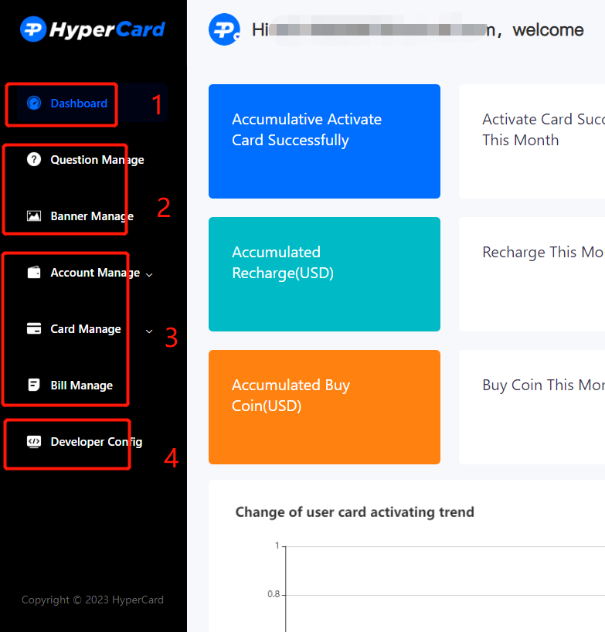 HyperCard
Hi
m, welcome
Dashboard
1
Question Manage
Banner Manage
2
Account Manage
Card Manage
Bill Manage
3
Developer Config
4
Copyright © 2023 HyperCard
Accumulative Activate
Card Successfully
Activate Card Succ
This Month
Accumulated
Recharge(USD)
Recharge This Mo
Accumulated Buy
Coin(USD)
Buy Coin This Mon
Change of user card activating trend
1
0.8